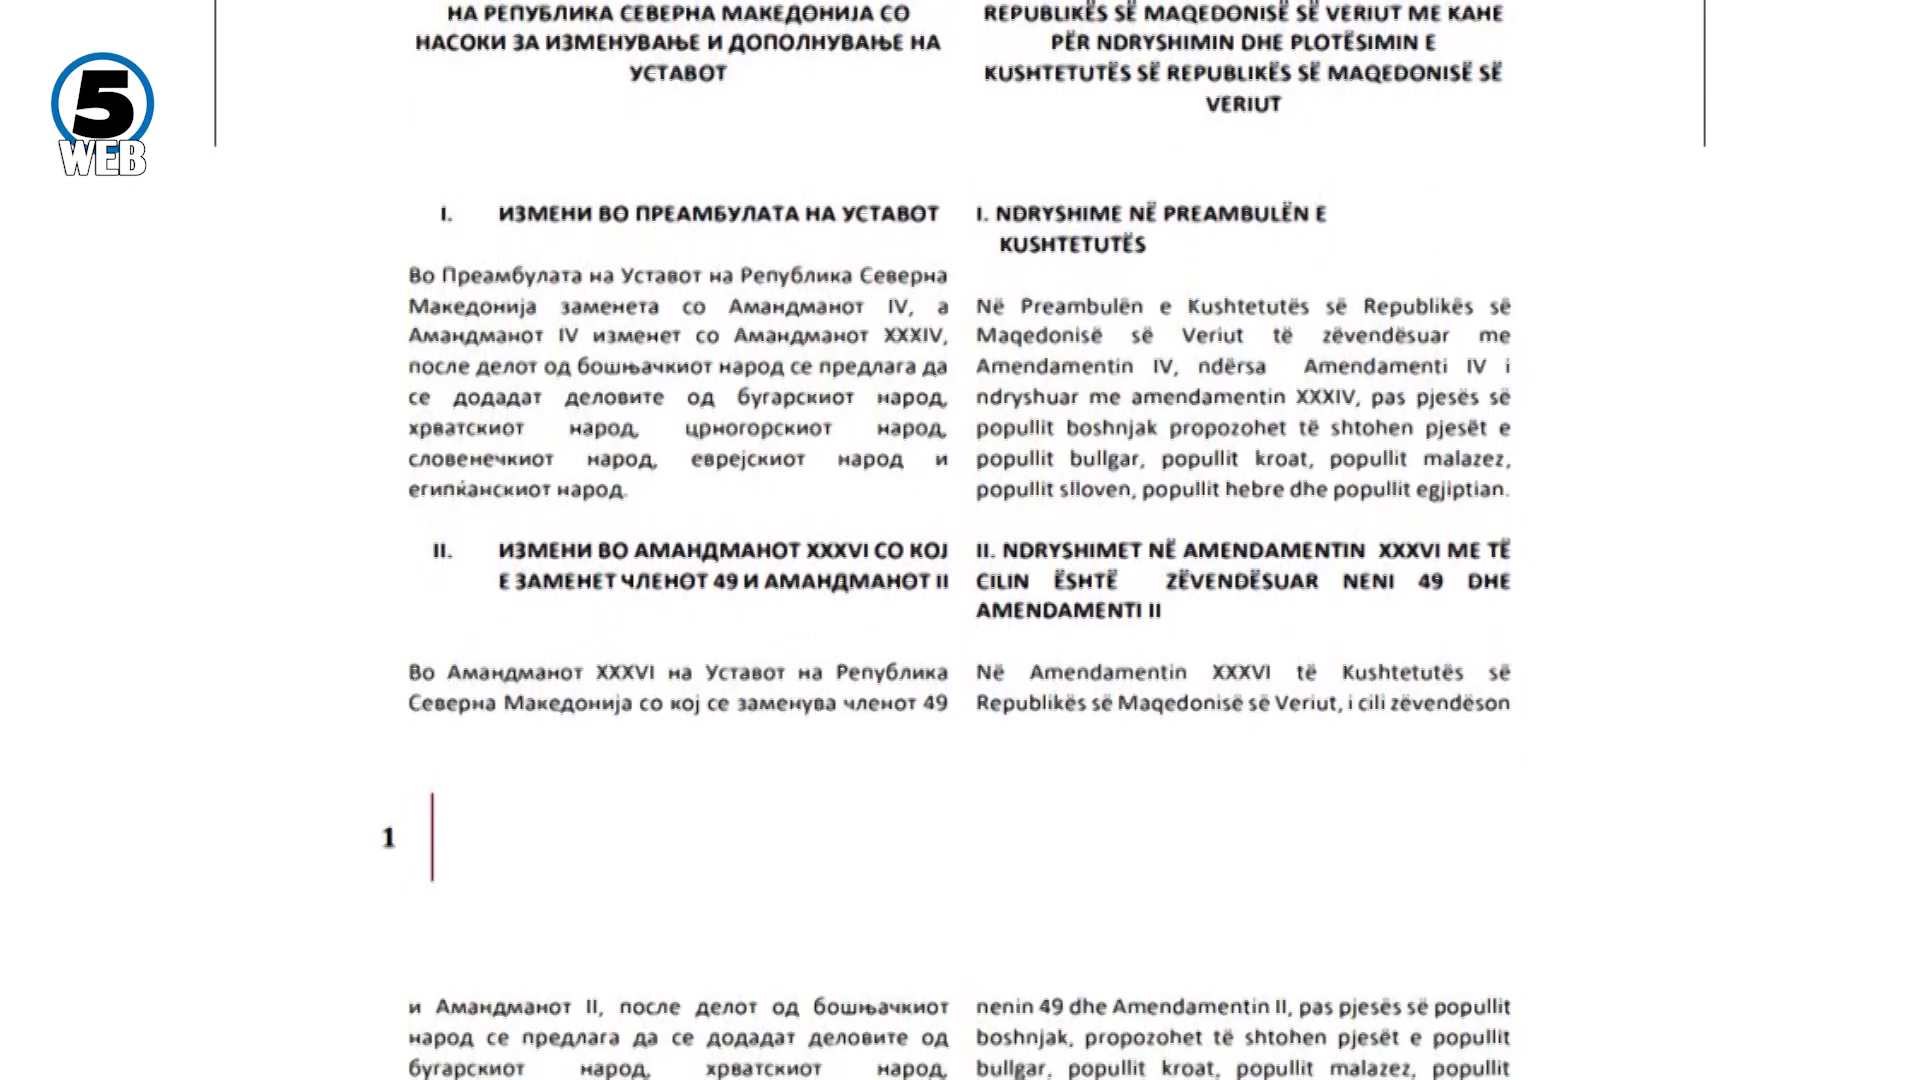 5
WEB
НА РЕПУБЛИКА СЕВЕРНА МАКЕДОНИЈА СО
НАСОКИ ЗА ИЗМЕНУВАЊЕ И ДОПОЛНУВАЊЕ НА
УСТАВОТ
I. ИЗМЕНИ ВО ПРЕАМБУЛАТА НА УСТАВОТ
Во Преамбулата на Уставот на Република Северна
Македонија заменета со Амандманот IV, а
Амандманот IV изменет со Амандманот XXXIV,
после делот од бошњачкиот народ се предлага да
се додадат деловите од бугарскиот народ,
хрватскиот народ, црногорскиот народ,
словенечкиот народ, еврејскиот народ и
египќанскиот народ.
II. ИЗМЕНИ ВО АМАНДМАНОТ XXXVI СО КОЈ
Е ЗАМЕНЕТ ЧЛЕНОТ 49 И АМАНДМАНОТ II
Во Амандманот XXXVI на Уставот на Република
Северна Македонија со кој се заменува членот 49
REPUBLIKËS SË MAQEDONISË SË VERIUT ME KAHE
PËR NDRYSHIMIN DHE PLOTËSIMIN E
KUSHTETUTËS SË REPUBLIKËS SË MAQEDONISË SË
VERIUT
I. NDRYSHIME NË PREAMBULËN E
KUSHTETUTËS
Në Preambulën e Kushtetutës së Republikës së
Maqedonisë së Veriut të zëvendësuar me
Amendamentin IV, ndërsa Amendamenti IV i
ndryshuar me amendamentin XXXIV, pas pjesës së
popullit boshnjak propozohet të shtohen pjesët e
popullit bullgar, popullit kroat, popullit malazez,
popullit slloven, popullit hebre dhe popullit egjiptian.
II. NDRYSHIMET NË AMENDAMENTIN XXXVI ME TË
CILIN ËSHTË ZËVENDËSUAR NENI 49 DHE
AMENDAMENTI II
Në Amendamentin XXXVI të Kushtetutës së
Republikës së Maqedonisë së Veriut, i cili zëvendëson
1
и Амандманот II, после делот од бошњачкиот
народ се предлага да се додадат деловите од
бугарскиот народ, хрватскиот народ,
nenin 49 dhe Amendamentin II, pas pjesës së popullit
boshnjak, propozohet të shtohen pjesët e popullit
bullgar, popullit kroat, popullit malazez, popullit